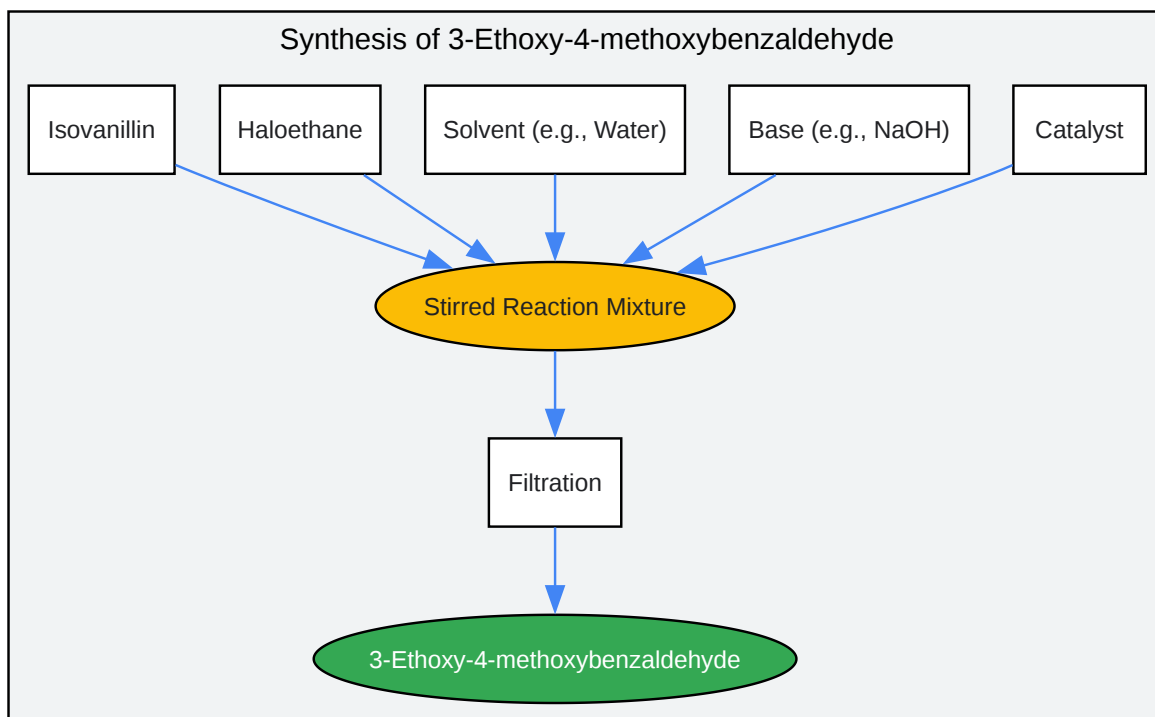 Synthesis of 3-Ethoxy-4-methoxybenzaldehyde
Isovanillin
Haloethane
Solvent (e.g., Water)
Base (e.g., NaOH)
Catalyst
Stirred Reaction Mixture
Filtration
3-Ethoxy-4-methoxybenzaldehyde